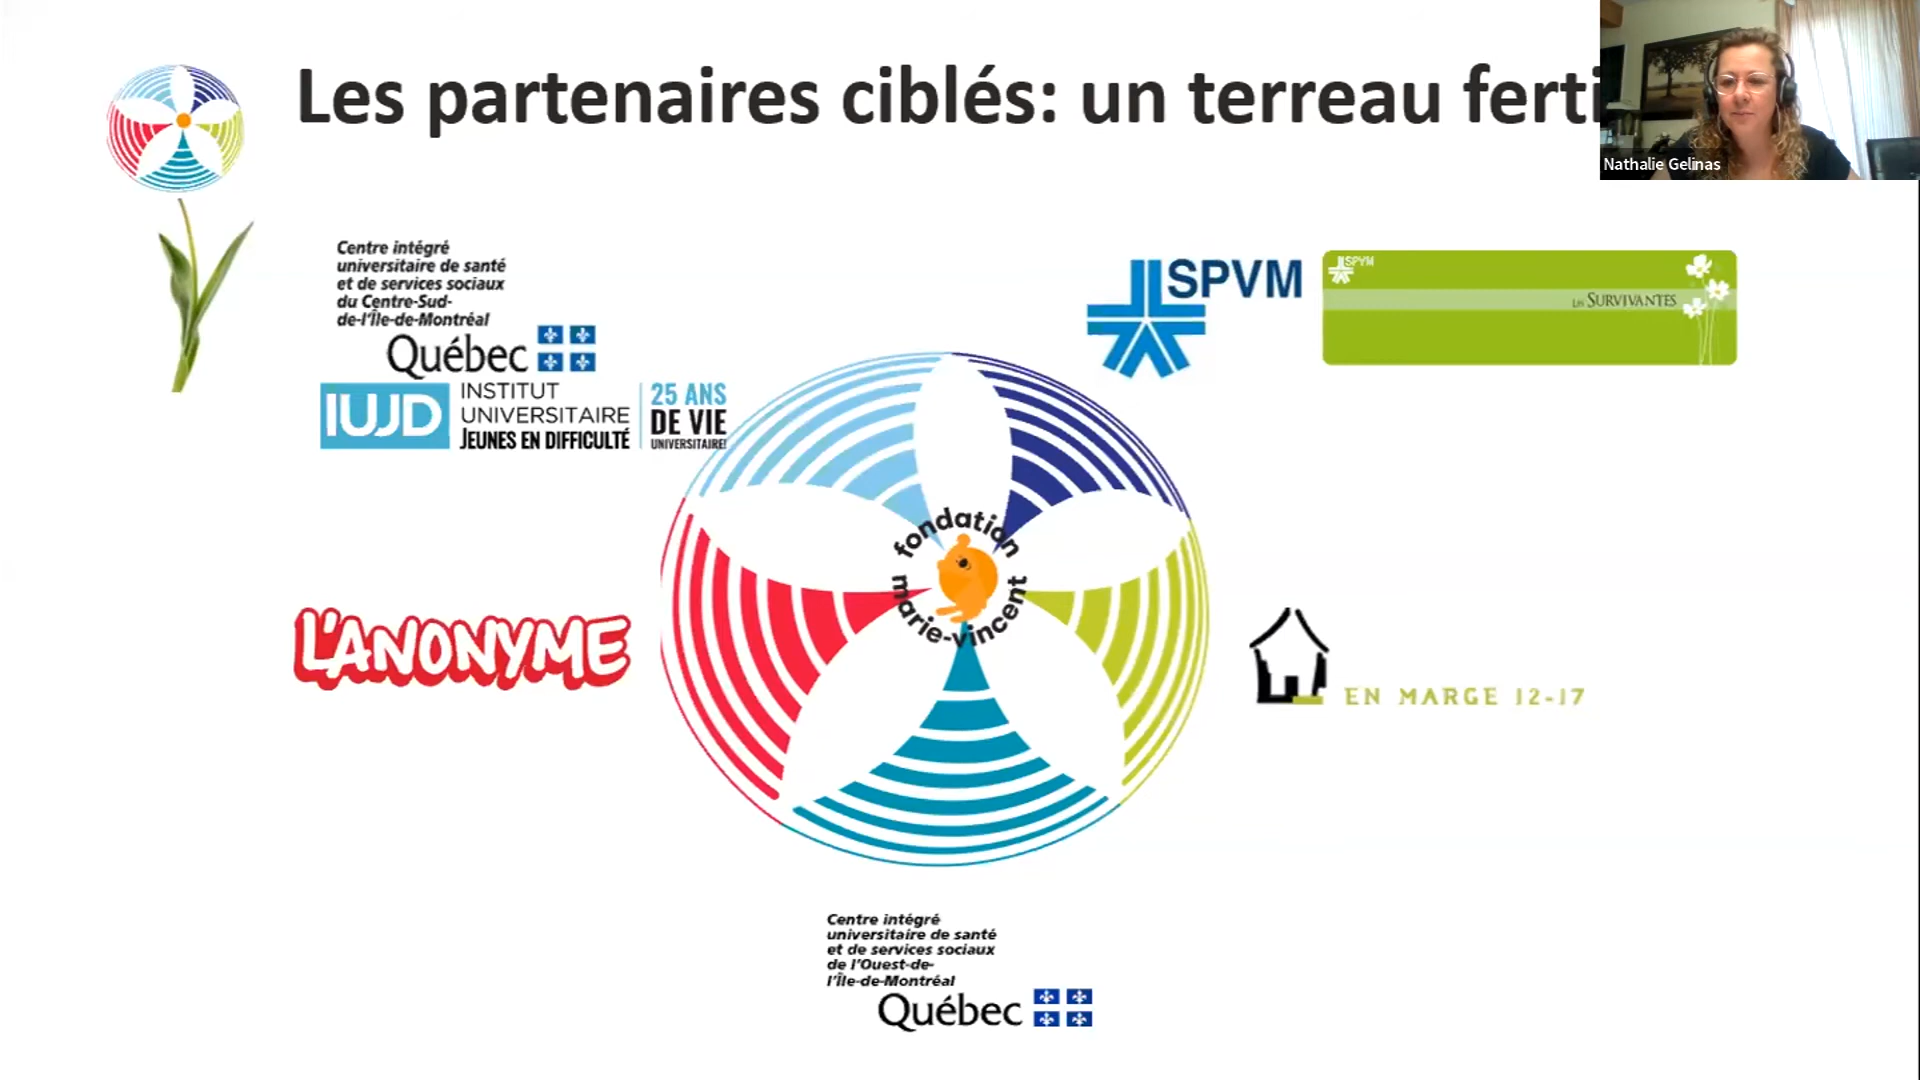 Les partenaires ciblés: un terreau ferti
Nathalie Gelinas
Centre intégré
universitaire de santé
et de services sociaux
du Centre-Sud-
de-l'Île-de-Montréal
Québec
IUJD
INSTITUT
UNIVERSITAIRE
JEUNES EN DIFFICULTÉ
25 ANS
DE VIE
UNIVERSITAIRE!
SPVM
SPVM
LES SURVIVANTES
fondation
marie-vincent
L'ANONYME
EN MARGE 12-17
Centre intégré
universitaire de santé
et de services sociaux
de l'Ouest-de-
l'Île-de-Montréal
Québec